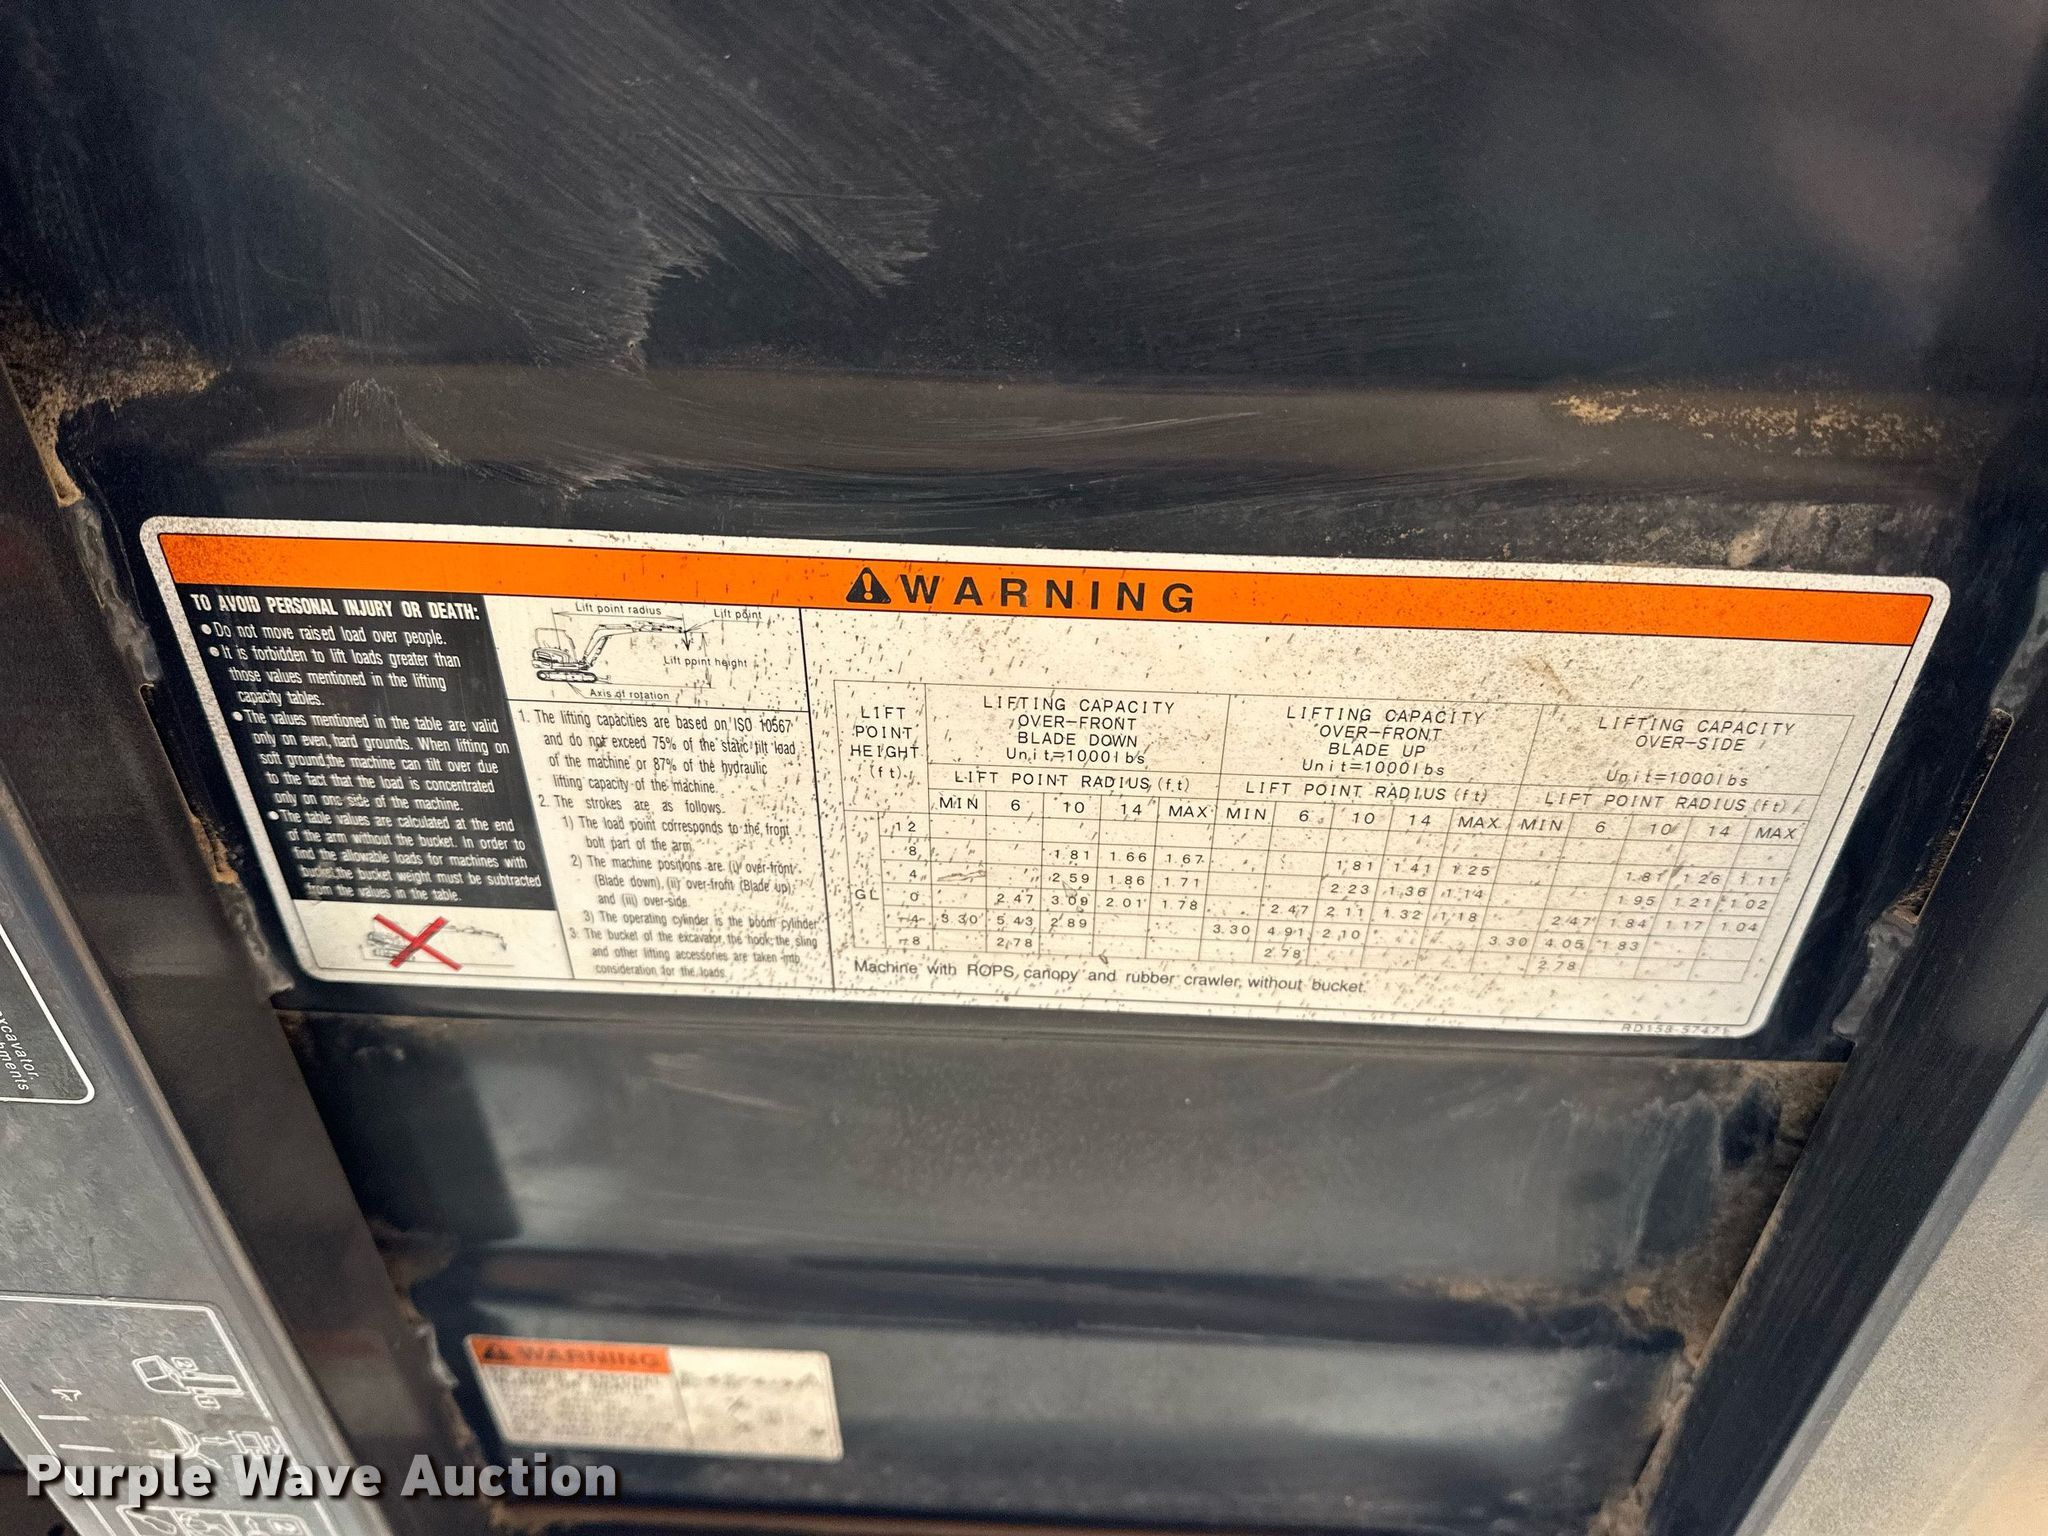 WARNING
TO AVOID PERSONAL INJURY OR DEATH:
●Do not move raised load over people.
●It is forbidden to lift loads greater than
those values mentioned in the lifting
capacity tables.
●The values mentioned in the table are valid
only on even, hard grounds. When lifting on
soft ground,the machine can tilt over due
to the fact that the load is concentrated
only on one side of the machine.
●The table values are calculated at the end
of the arm without the bucket. In order to
find the allowable loads for machines with
bucket,the bucket weight must be subtracted
from the values in the table.
Lift point radius
Lift point
Lift point height
Axis of rotation
1. The lifting capacities are based on ISO 10567
and do not exceed 75% of the static tilt load
of the machine or 87% of the hydraulic
lifting capacity of the machine.
2. The strokes are as follows.
1) The load point corresponds to the front
bolt part of the arm.
2) The machine positions are (i) over-front
(Blade down), (ii) over-front (Blade up),
and (iii) over-side.
3) The operating cylinder is the boom cylinder
3. The bucket of the excavator, the hook, the sling
and other lifting accessories are taken into
consideration for the loads.
LIFT POINT HEIGHT (ft)
LIFTING CAPACITY OVER-FRONT BLADE DOWN Unit=1000lbs
LIFTING CAPACITY OVER-FRONT BLADE UP Unit=1000lbs
LIFTING CAPACITY OVER-SIDE Unit=1000lbs
LIFT POINT RADIUS (ft) LIFT POINT RADIUS (ft) LIFT POINT RADIUS (ft)
MIN 6 10 14 MAX MIN 6 10 14 MAX MIN 6 10 14 MAX
12
8 1.81 1.66 1.67 1.81 1.41 1.25 1.81 1.26 1.11
4 2.59 1.86 1.71 2.23 1.36 1.14 1.95 1.21 1.02
GL 0 2.47 3.09 2.01 1.78 2.47 2.11 1.32 1.18 2.47 1.84 1.17 1.04
-4 3.30 5.43 2.89 3.30 4.91 2.10 3.30 4.05 1.83
-8 2.78 2.78 2.78
Machine with ROPS, canopy and rubber crawler, without bucket.
RD158-57471
excavator.
WARNING
Purple Wave Auction